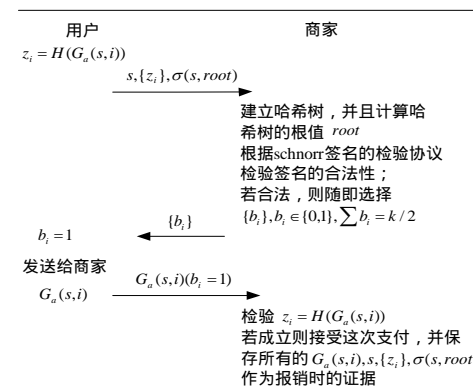 用户 商家
z_i = H(G_a(s,i))
s,{z_i},σ(s,root)
建立哈希树，并且计算哈
希树的根值 root
根据schnorr签名的检验协议
检验签名的合法性；
若合法，则随即选择
{b_i},b_i∈{0,1},∑b_i = k/2
b_i = 1 {b_i}
发送给商家
G_a(s,i) G_a(s,i)(b_i = 1)
检验 z_i = H(G_a(s,i))
若成立则接受这次支付，并保
存所有的 G_a(s,i),s,{z_i},σ(s,root
作为报销时的证据